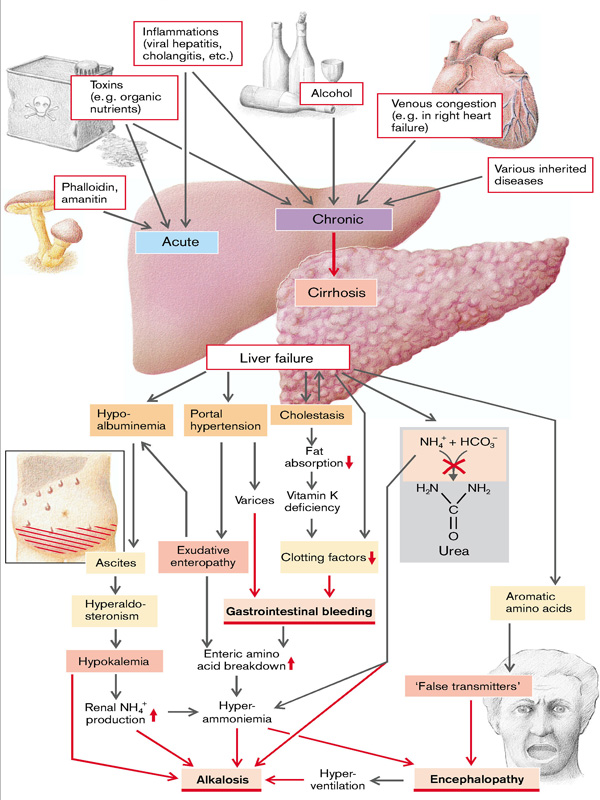 Inflammations
(viral hepatitis,
cholangitis, etc.)
Toxins
(e.g. organic
nutrients)
Alcohol
Venous congestion
(e.g. in right heart
failure)
Various inherited
diseases
Phalloidin,
amanitin
Chronic
Acute
Cirrhosis
Liver failure
Hypo-
albuminemia
Portal
hypertension
Cholestasis
NH₄⁺ + HCO₃⁻
Fat
absorption
H₂N
NH₂
C
O
Urea
Varices
Vitamin K
deficiency
Ascites
Exudative
enteropathy
Clotting factors
Aromatic
amino acids
Hyperaldo-
steronism
Gastrointestinal bleeding
Hypokalemia
Enteric amino
acid breakdown
'False transmitters'
Renal NH₄⁺
production
Hyper-
ammoniemia
Alkalosis
Hyper-
ventilation
Encephalopathy